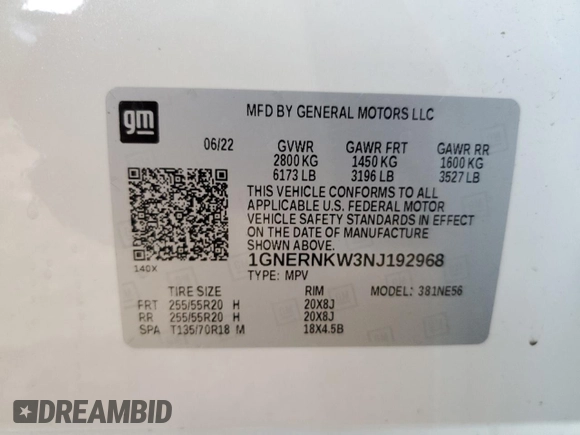 gm
MFD BY GENERAL MOTORS LLC
06/22 GVWR GAWR FRT GAWR RR
2800 KG 1450 KG 1600 KG
6173 LB 3196 LB 3527 LB
THIS VEHICLE CONFORMS TO ALL
APPLICABLE U.S. FEDERAL MOTOR
VEHICLE SAFETY STANDARDS IN EFFECT
ON THE DATE OF MANUFACTURE
SHOWN ABOVE.
140X
1GNERNKW3NJ192968
TYPE: MPV
TIRE SIZE RIM MODEL: 381NE56
FRT 255/55R20 H 20X8J
RR 255/55R20 H 20X8J
SPA T135/70R18 M 18X4.5B
DREAMBID